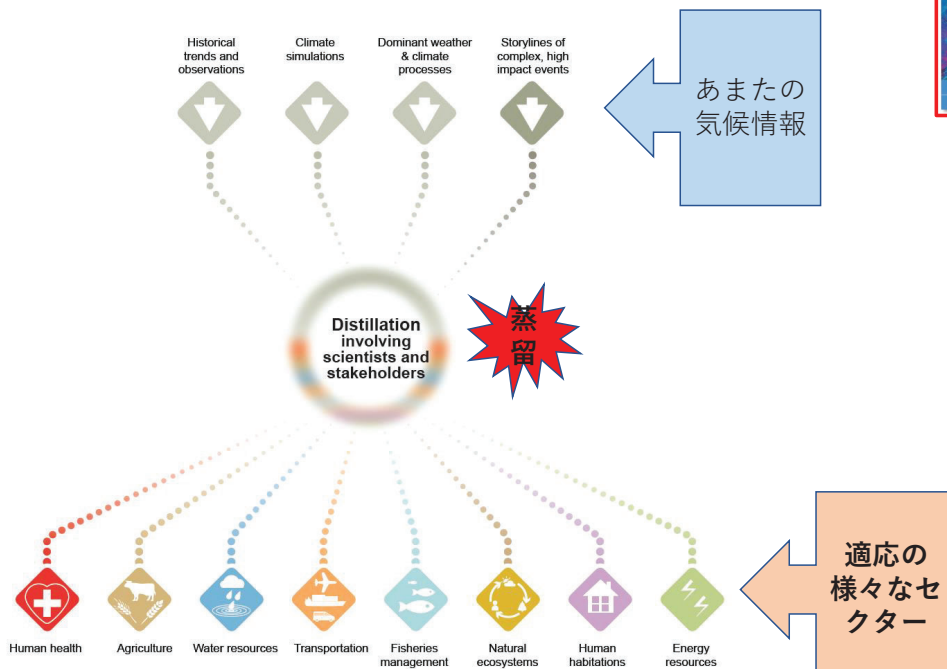 Historical
trends and
observations
Climate
simulations
Dominant weather
& climate
processes
Storylines of
complex, high
impact events
あまたの
気候情報
Distillation
involving
scientists and
stakeholders
蒸
留
適応の
様々なセ
クター
Human health
Agriculture
Water resources
Transportation
Fisheries
management
Natural
ecosystems
Human
habitations
Energy
resources